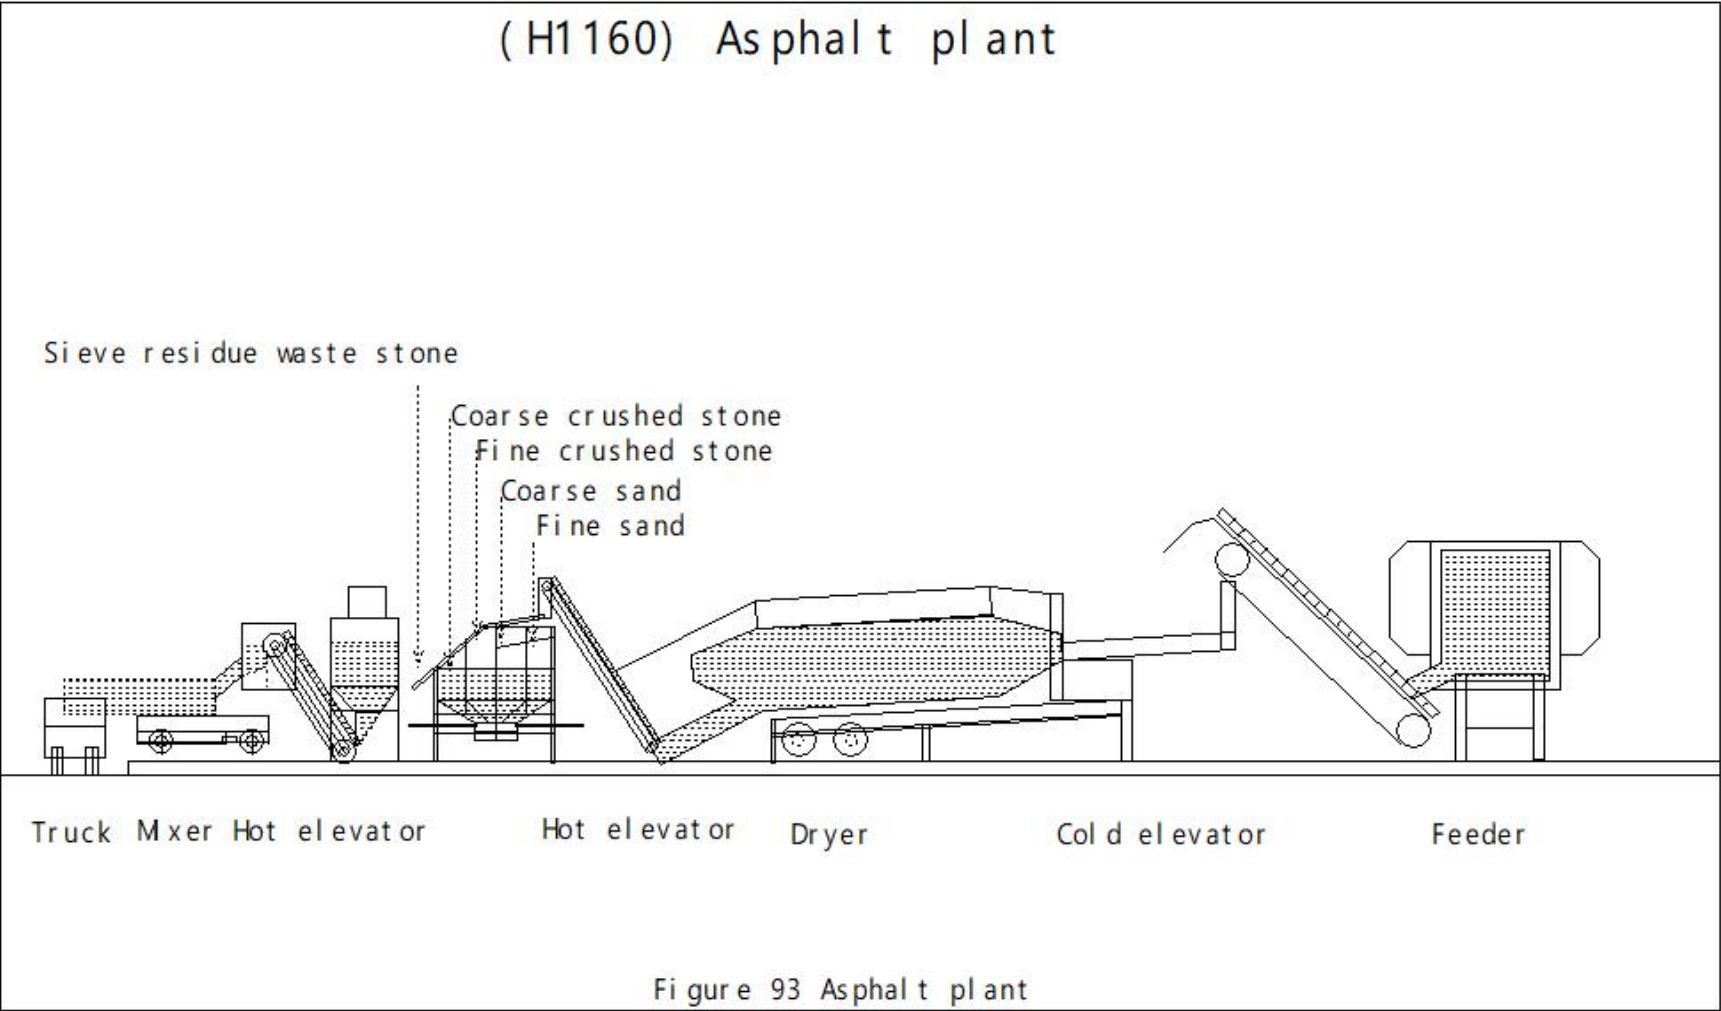 (H1160) Asphalt plant
Sieve residue waste stone
Coarse crushed stone
Fine crushed stone
Coarse sand
Fine sand
Truck Mixer Hot elevator Hot elevator Dryer Cold elevator Feeder
Figure 93 Asphalt plant